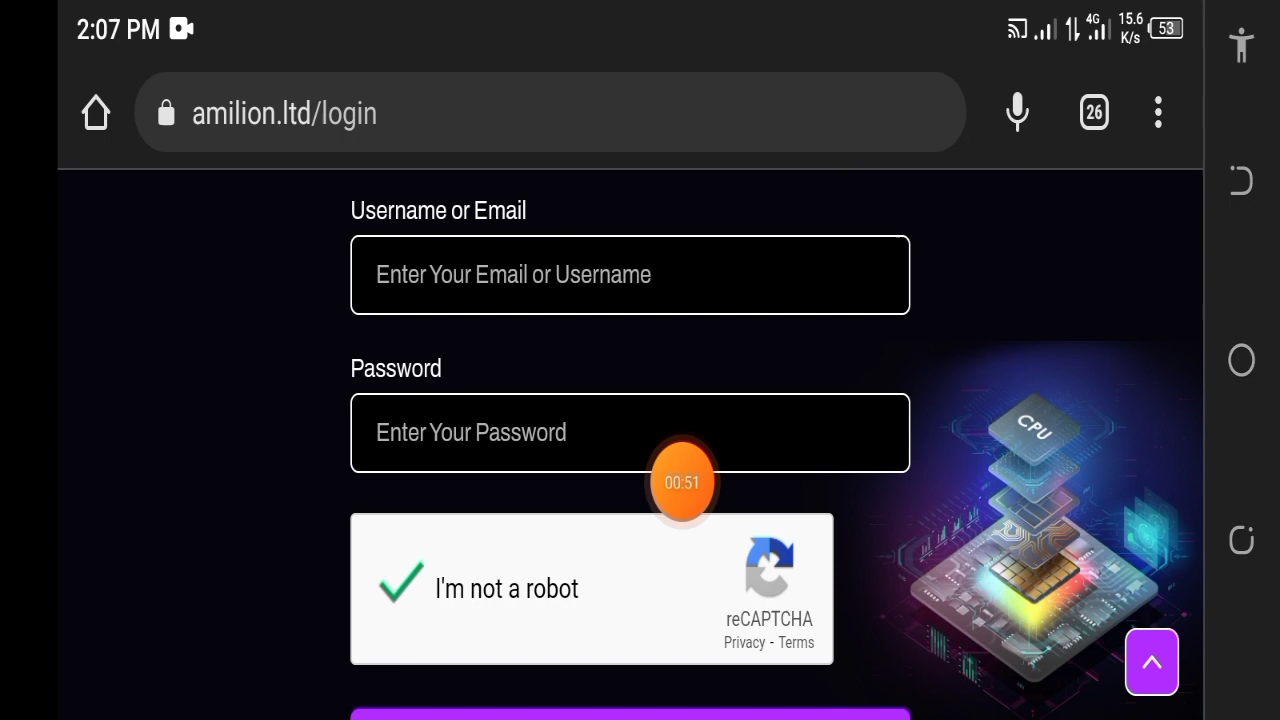 2:07 PM
4G 15.6 K/s 53
amilion.ltd/login
26
Username or Email
Enter Your Email or Username
Password
Enter Your Password
00:51
CPU
I'm not a robot
reCAPTCHA
Privacy - Terms